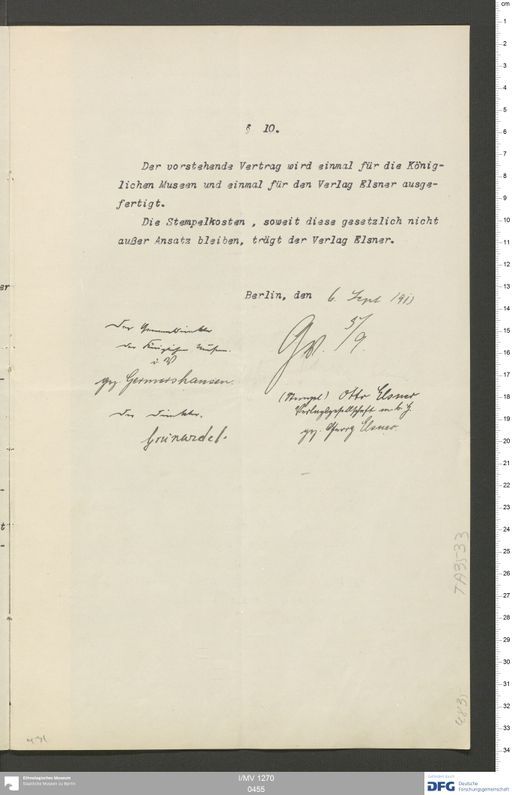 § 10.
Der vorstehende Vertrag wird einmal für die König-
lichen Museen und einmal für den Verlag Elsner ausge-
fertigt.
Die Stempelkosten , soweit diese gesetzlich nicht
außer Ansatz bleiben, trägt der Verlag Elsner.
Berlin, den 6. Sept
Der Generaldirektor
der Königlichen Museen.
i V
gez Germershausen.
Der Direktor.
Grünwedel.
(Stempel) Otto Elsner
Verlagsgesellschaft m. b. H.
gez. Georg Elsner.
7A3533
Ethnologisches Museum
Staatliche Museen zu Berlin
I/MV 1270
0455
DFG Deutsche
Forschungsgemeinschaft